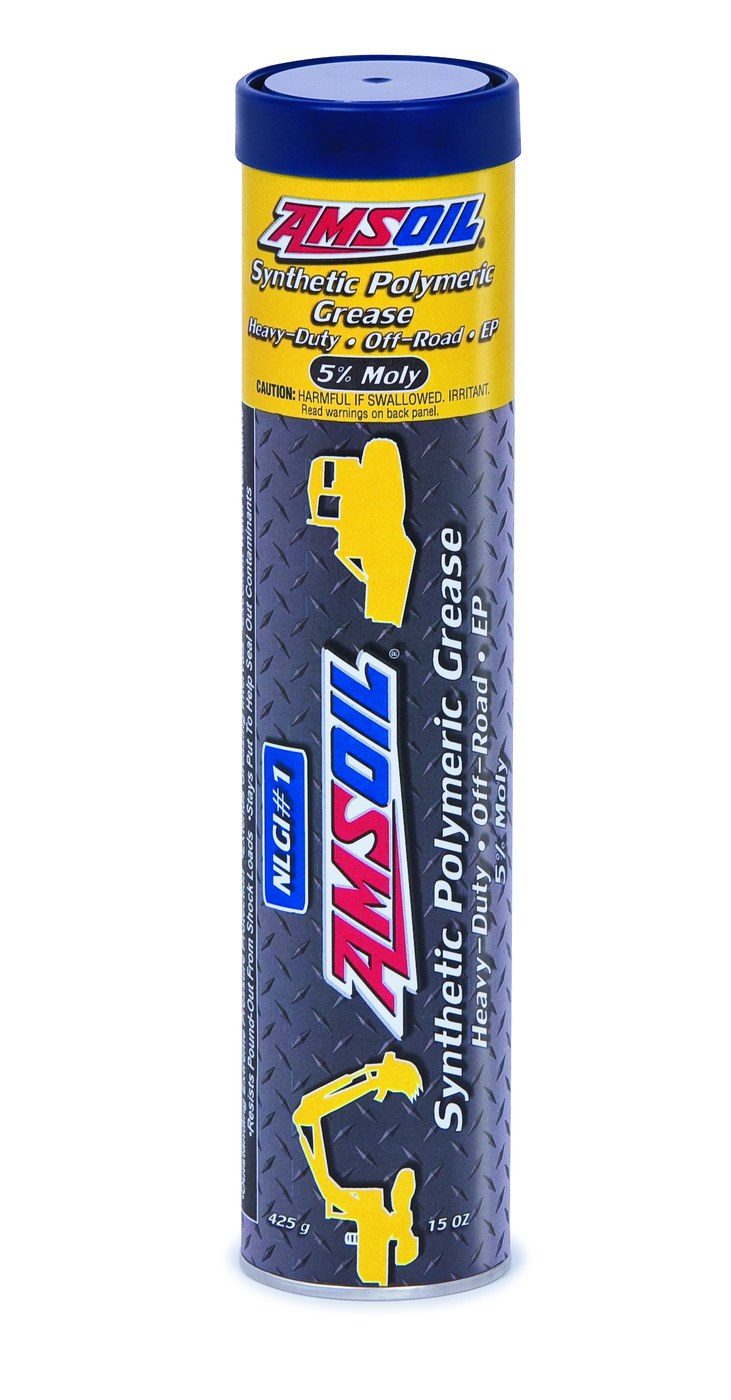 AMSOIL®
Synthetic Polymeric
Grease
Heavy-Duty • Off-Road • EP
5% Moly
CAUTION: HARMFUL IF SWALLOWED. IRRITANT.
Read warnings on back panel.
•Resists Pound-Out From Shock Loads •Stays Put To Help Seal Out Contaminants
NLGI #1
AMSOIL®
Synthetic Polymeric Grease
Heavy-Duty • Off-Road • EP
5% Moly
425 g
15 OZ